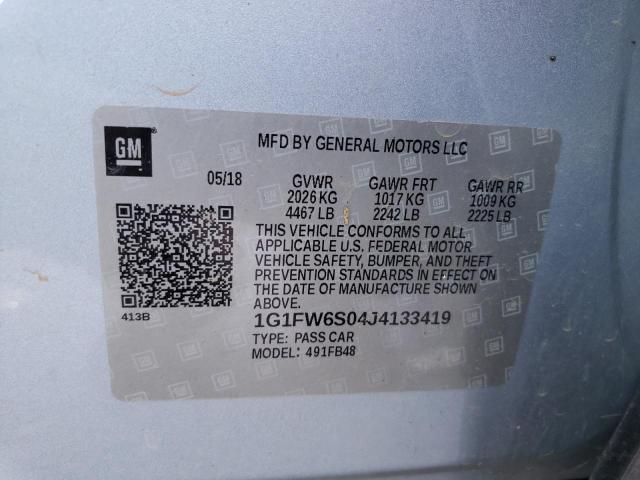 GM
MFD BY GENERAL MOTORS LLC
05/18 GVWR GAWR FRT GAWR RR
2026 KG 1017 KG 1009 KG
4467 LB 2242 LB 2225 LB
THIS VEHICLE CONFORMS TO ALL
APPLICABLE U.S. FEDERAL MOTOR
VEHICLE SAFETY, BUMPER, AND THEFT
PREVENTION STANDARDS IN EFFECT ON
THE DATE OF MANUFACTURE SHOWN
ABOVE.
413B
1G1FW6S04J4133419
TYPE: PASS CAR
MODEL: 491FB48